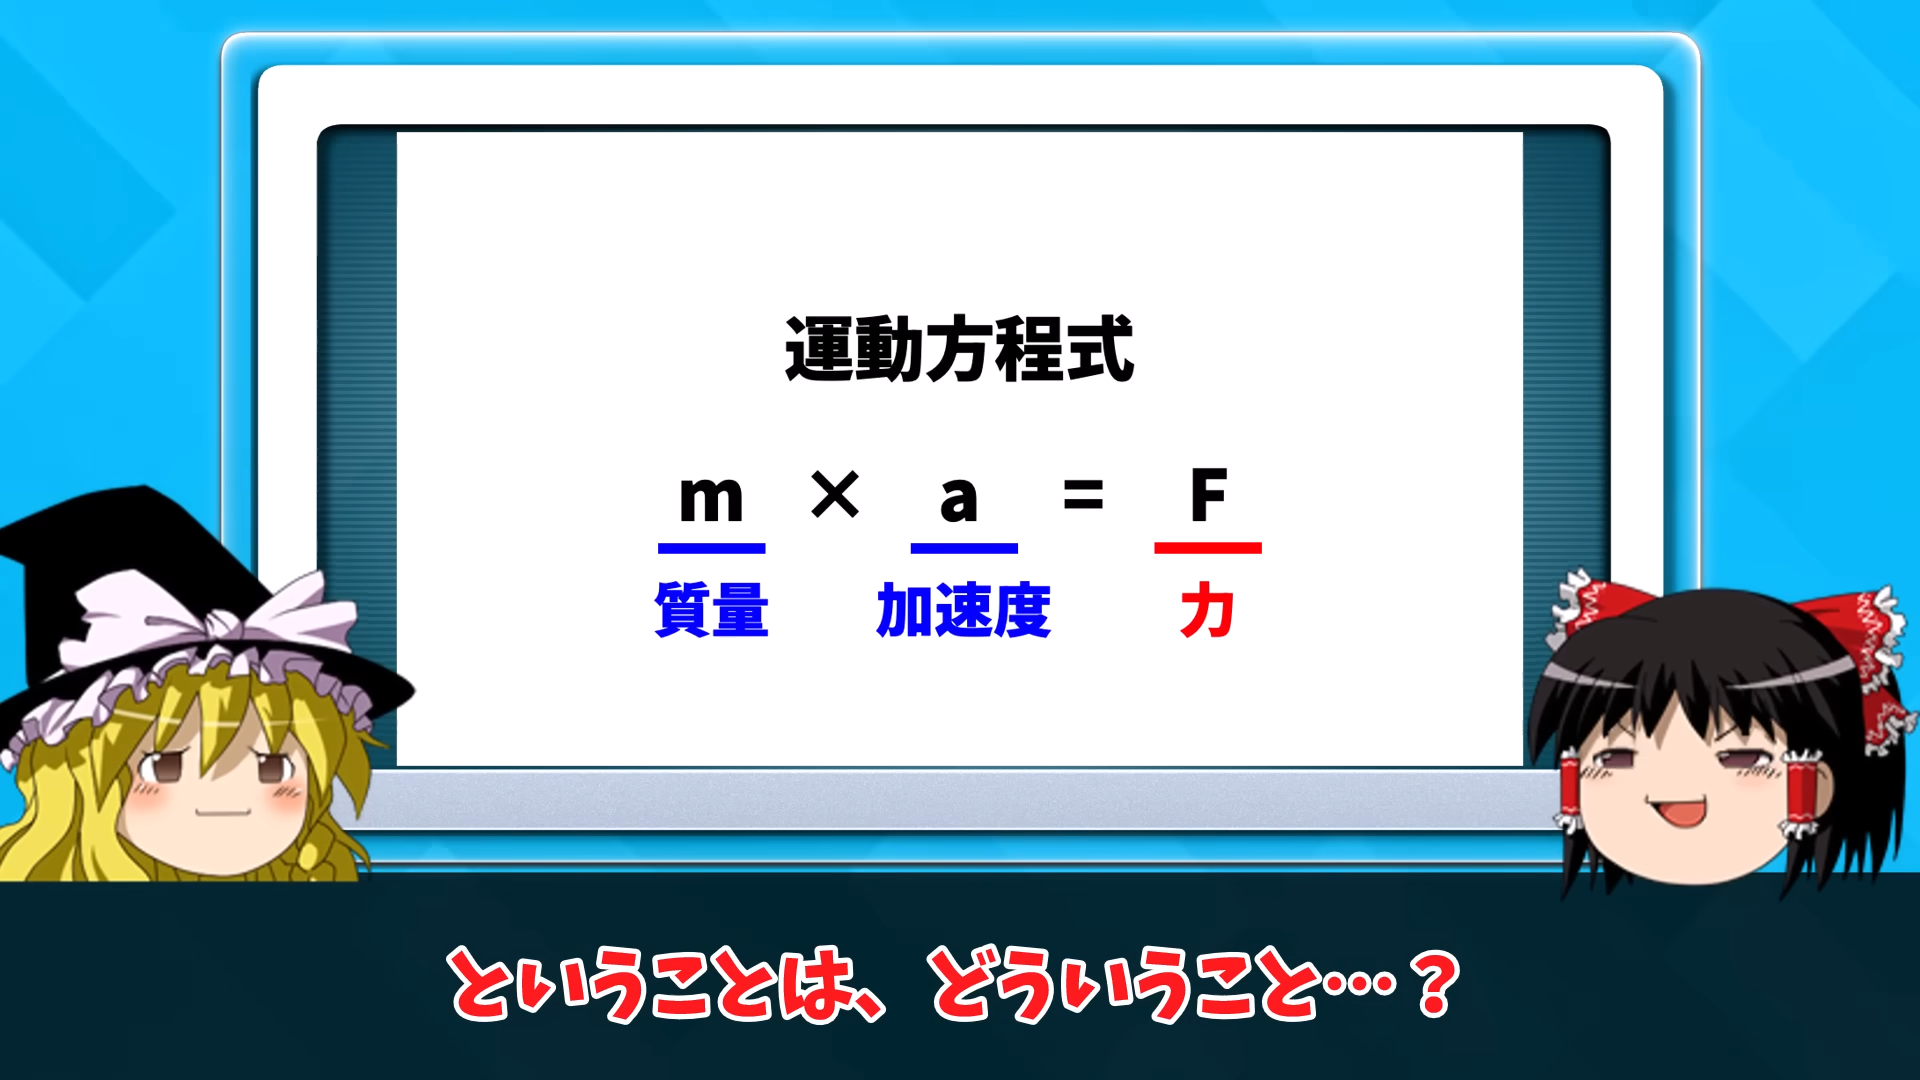 運動方程式
m × a = F
質量 加速度 力
ということは、どういうこと…？